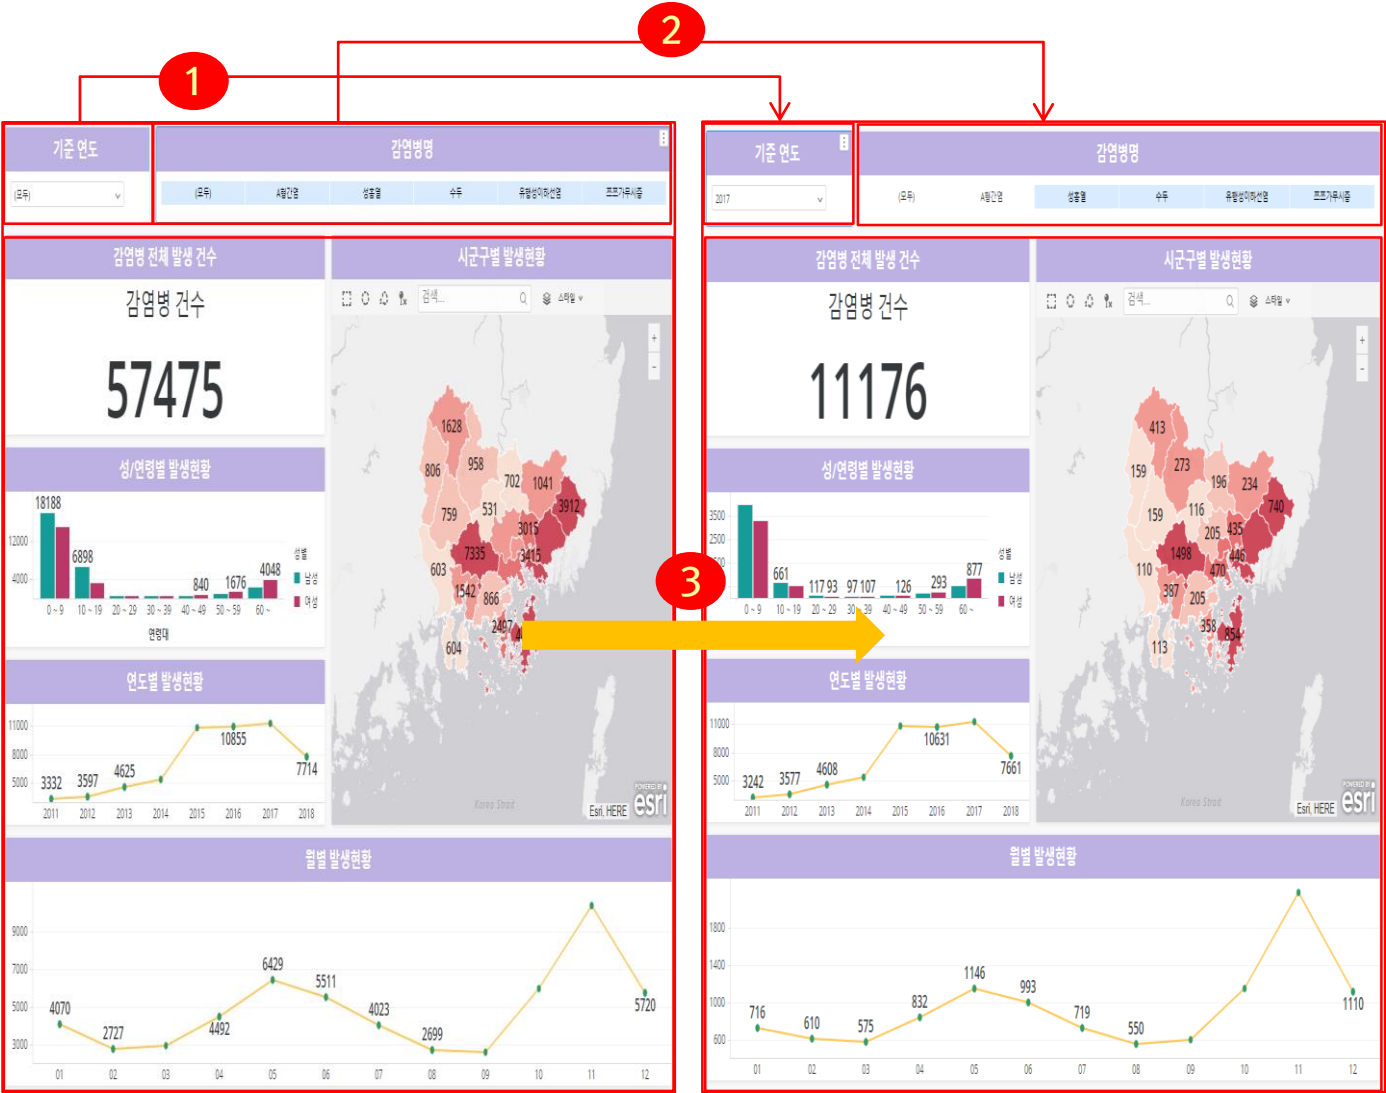 1
2
기준 연도
(모두)
감염병명
(모두) A형간염 성홍열 수두 유행성이하선염 쯔쯔가무시증
감염병 전체 발생 건수
감염병 건수
57475
시군구별 발생현황
검색...
스타일
+
-
1628
806
958
702
1041
3912
759
531
3015
7335
3415
603
1542
866
2497
604
Korea Strait
Esri, HERE
POWERED BY
esri
성/연령별 발생현황
18188
12000
6898
4000
840
1676
4048
0 ~ 9 10 ~ 19 20 ~ 29 30 ~ 39 40 ~ 49 50 ~ 59 60 ~
연령대
성별
남성
여성
연도별 발생현황
11000
8000
5000
3332 3597 4625 10855 7714
2011 2012 2013 2014 2015 2016 2017 2018
월별 발생현황
9000
7000
5000
3000
4070 2727 4492 6429 5511 4023 2699 5720
01 02 03 04 05 06 07 08 09 10 11 12
3
기준 연도
2017
감염병명
(모두) A형간염 성홍열 수두 유행성이하선염 쯔쯔가무시증
감염병 전체 발생 건수
감염병 건수
11176
시군구별 발생현황
검색...
스타일
+
-
413
159
273
196
234
740
159
116
205
435
1498
446
110
470
387
205
358
854
113
Korea Strait
Esri, HERE
POWERED BY
esri
성/연령별 발생현황
3500
2500
661 117 93 97 107 126 293 877
0 ~ 9 10 ~ 19 20 ~ 29 30 ~ 39 40 ~ 49 50 ~ 59 60 ~
성별
남성
여성
연도별 발생현황
11000
8000
5000
3242 3577 4608 10631 7661
2011 2012 2013 2014 2015 2016 2017 2018
월별 발생현황
1800
1400
1000
600
716 610 575 832 1146 993 719 550 1110
01 02 03 04 05 06 07 08 09 10 11 12